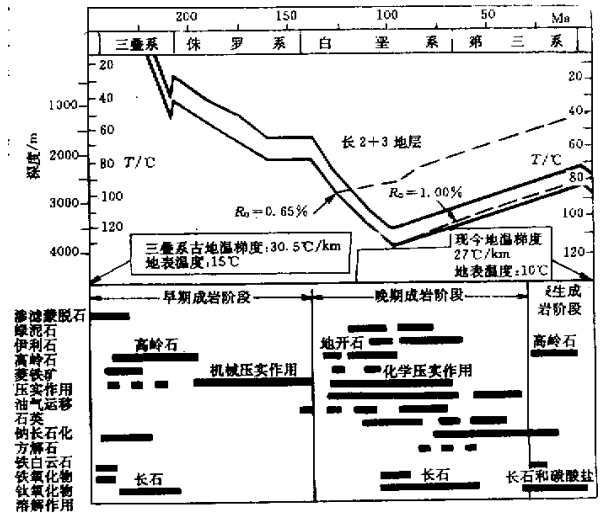 200 150 100 50 Ma
三叠系 侏 罗 系 白 垩 系 第 三 系
20 40 60 80 100 120
T/℃
深度/m
1000 2000 3000 4000
长2+3地层
20 40 60 80 100 120
T/℃
R₀=0.65%
R₀=1.00%
三叠系古地温梯度:30.5℃/km
地表温度:15℃
现今地温梯度
27℃/km
地表温度:10℃
早期成岩阶段
晚期成岩阶段
表生成
岩阶段
渗滤蒙脱石
绿泥石
伊利石
高岭石
菱铁矿
压实作用
油气运移
石英
钠长石化
方解石
铁白云石
铁氧化物
钛氧化物
溶解作用
高岭石
机械压实作用
地开石
化学压实作用
高岭石
长石
长石
长石和碳酸盐